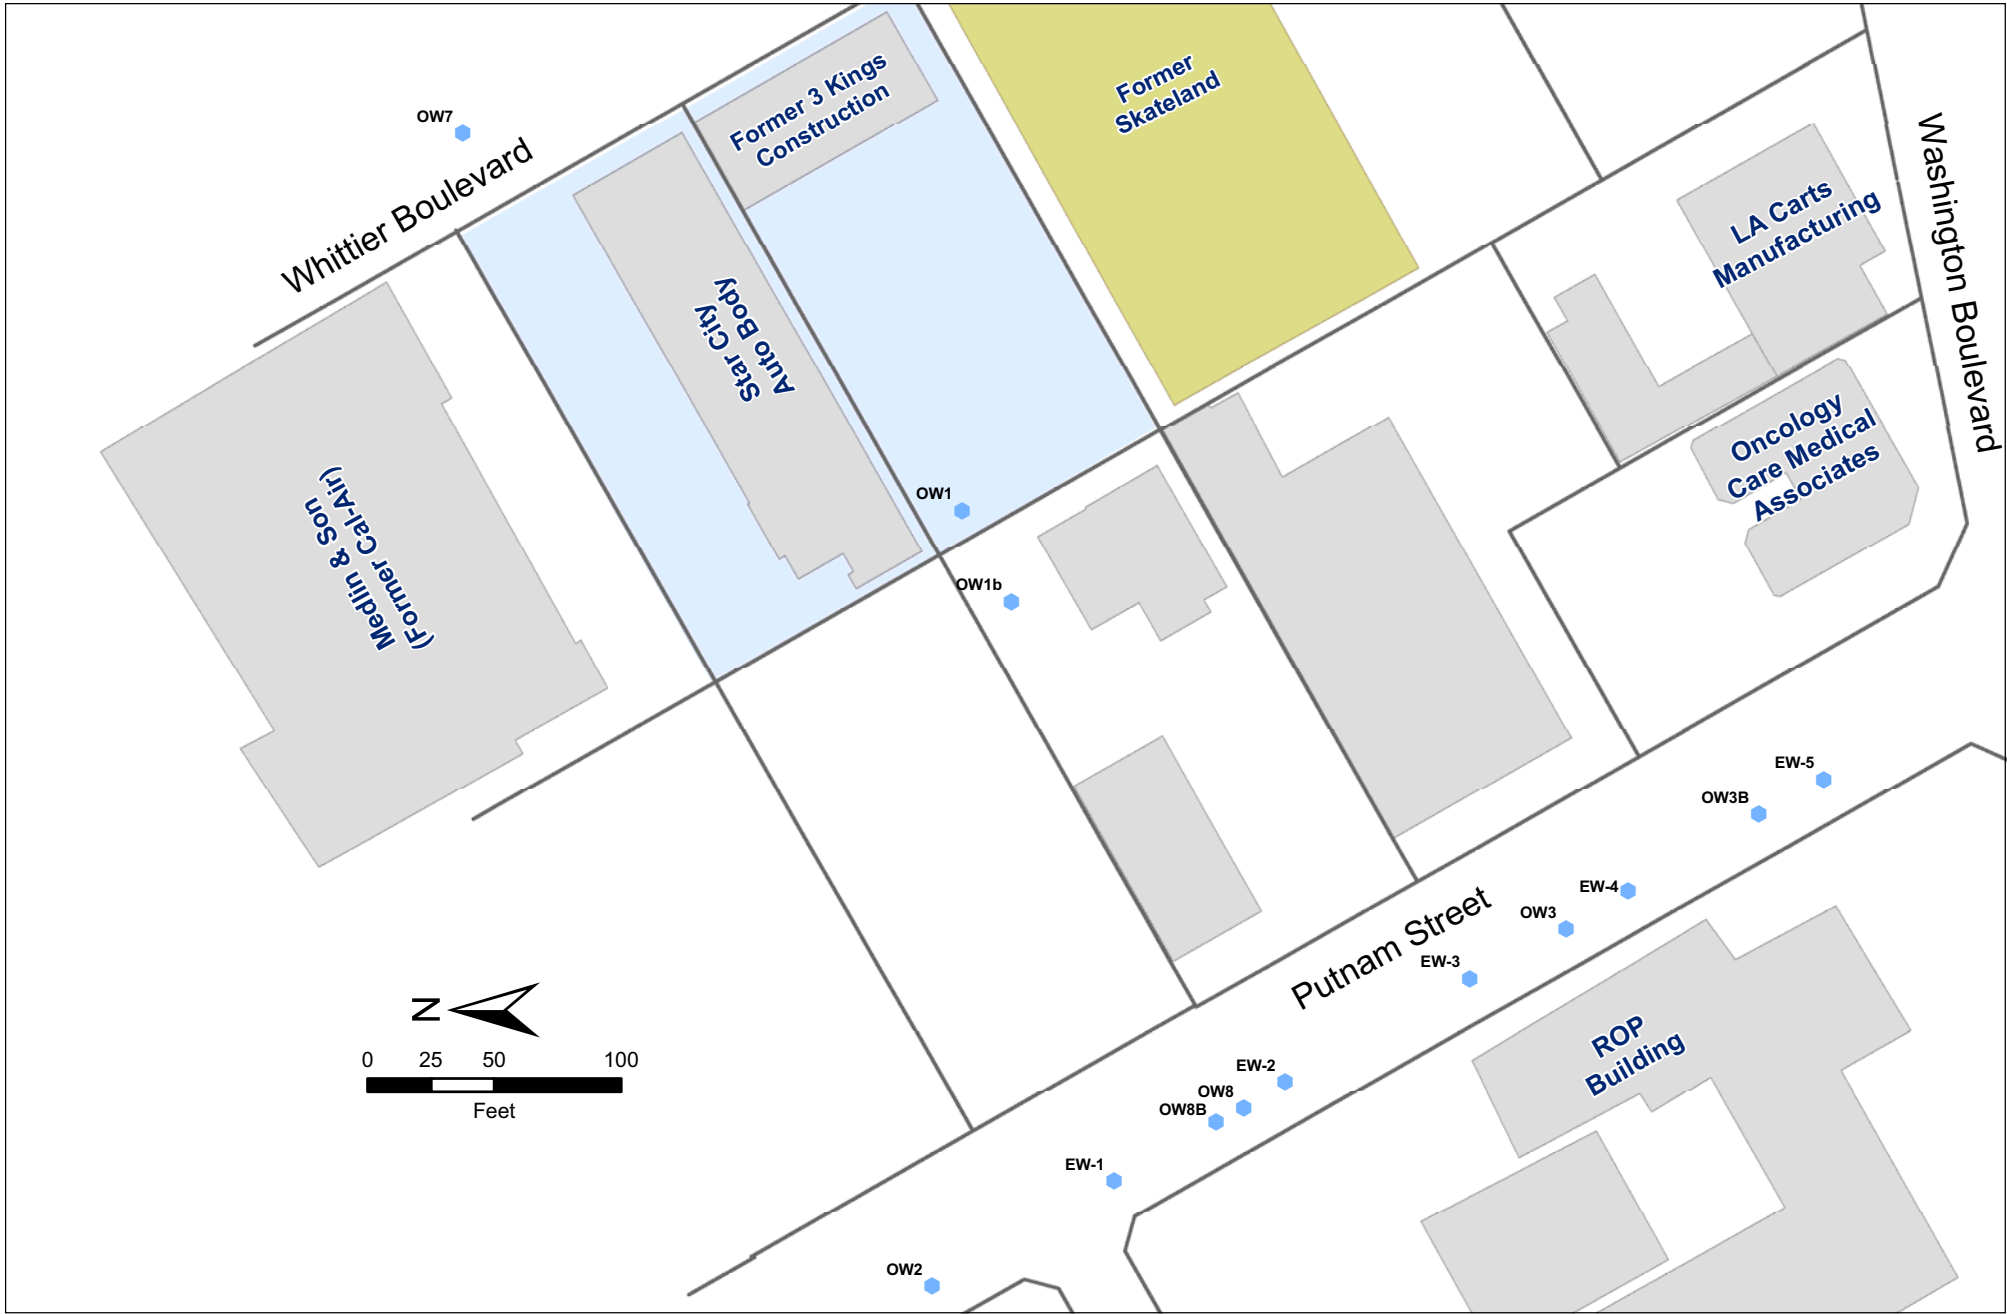 Former 3 Kings
Construction
Former
Skateland
OW7
Whittier Boulevard
Washington Boulevard
LA Carts
Manufacturing
Star City
Auto Body
Oncology
Care Medical
Associates
Medlin & Son
(Former Cal-Air)
OW1
OW1b
EW-5
OW3B
EW-4
OW3
Putnam Street
EW-3
N
0 25 50 100
Feet
ROP
Building
EW-2
OW8
OW8B
EW-1
OW2